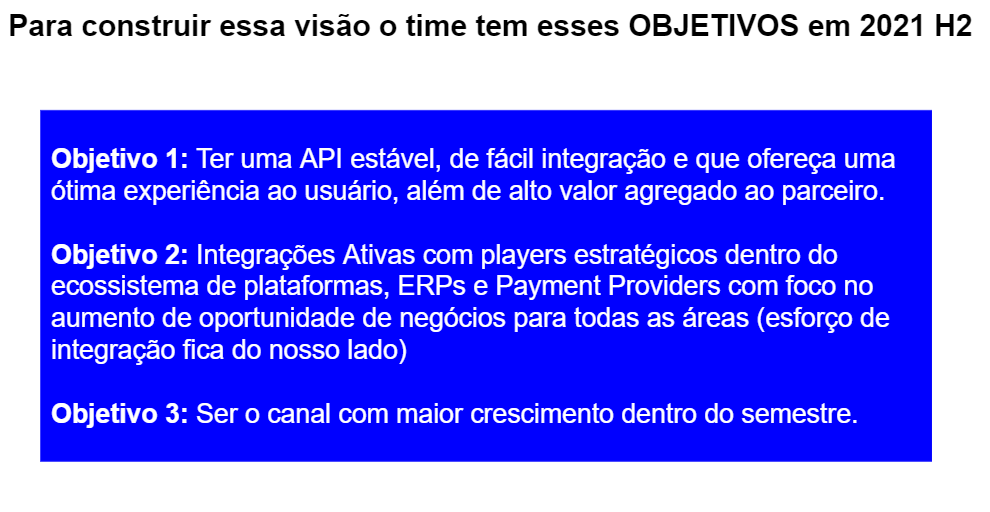 Para construir essa visão o time tem esses OBJETIVOS em 2021 H2
Objetivo 1: Ter uma API estável, de fácil integração e que ofereça uma
ótima experiência ao usuário, além de alto valor agregado ao parceiro.
Objetivo 2: Integrações Ativas com players estratégicos dentro do
ecossistema de plataformas, ERPs e Payment Providers com foco no
aumento de oportunidade de negócios para todas as áreas (esforço de
integração fica do nosso lado)
Objetivo 3: Ser o canal com maior crescimento dentro do semestre.